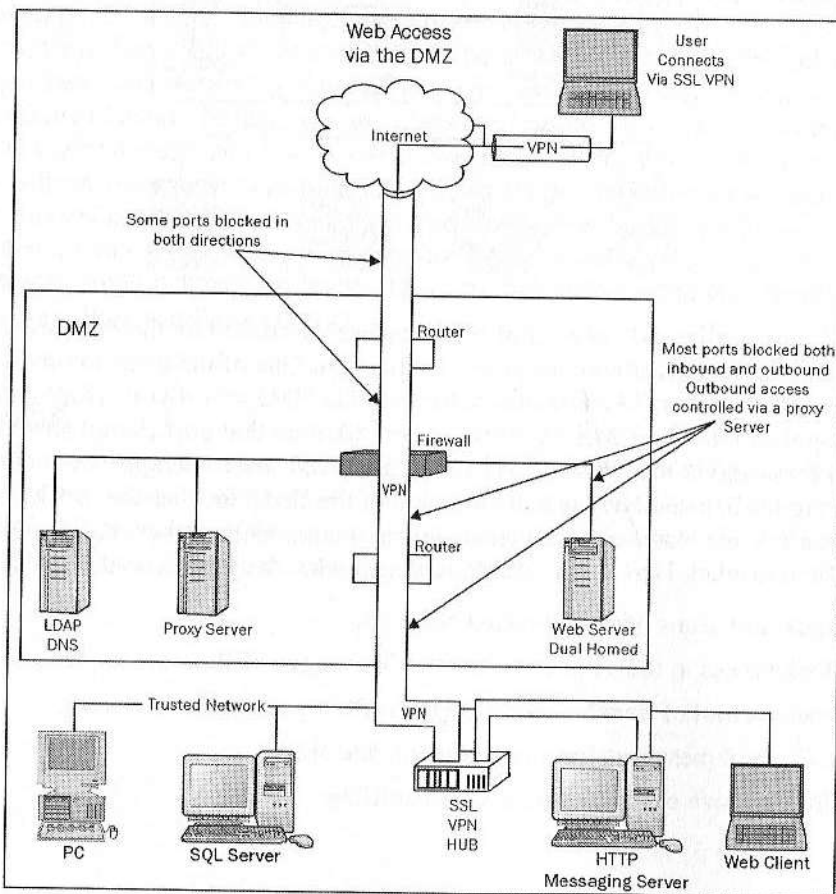 Web Access
via the DMZ
User
Connects
Via SSL VPN
Internet
VPN
Some ports blocked in
both directions
DMZ
Router
Most ports blocked both
inbound and outbound
Outbound access
controlled via a proxy
Server
Firewall
VPN
Router
LDAP
DNS
Proxy Server
Web Server
Dual Homed
Trusted Network
VPN
PC
SQL Server
SSL
VPN
HUB
HTTP
Messaging Server
Web Client